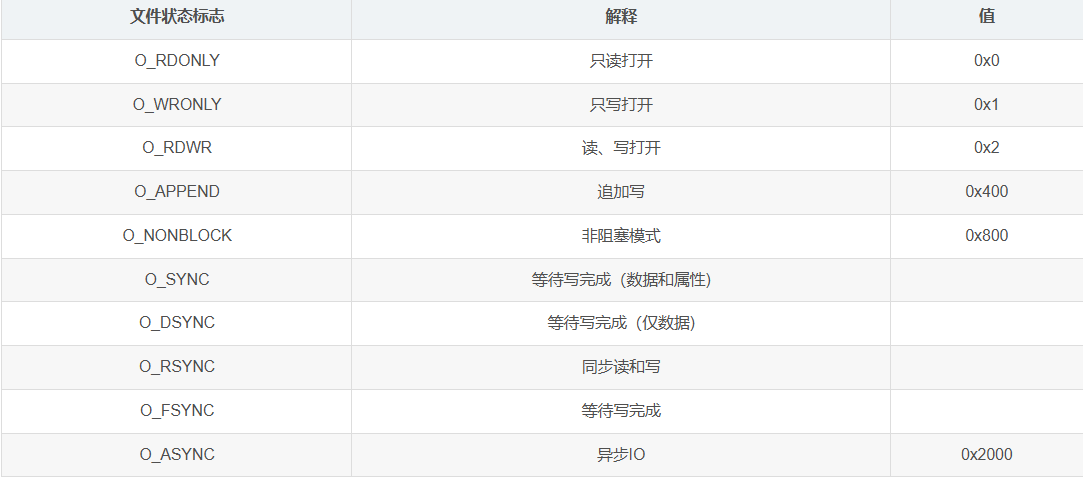 文件状态标志 解释 值
O_RDONLY 只读打开 0x0
O_WRONLY 只写打开 0x1
O_RDWR 读、写打开 0x2
O_APPEND 追加写 0x400
O_NONBLOCK 非阻塞模式 0x800
O_SYNC 等待写完成（数据和属性）
O_DSYNC 等待写完成（仅数据）
O_RSYNC 同步读和写
O_FSYNC 等待写完成
O_ASYNC 异步IO 0x2000